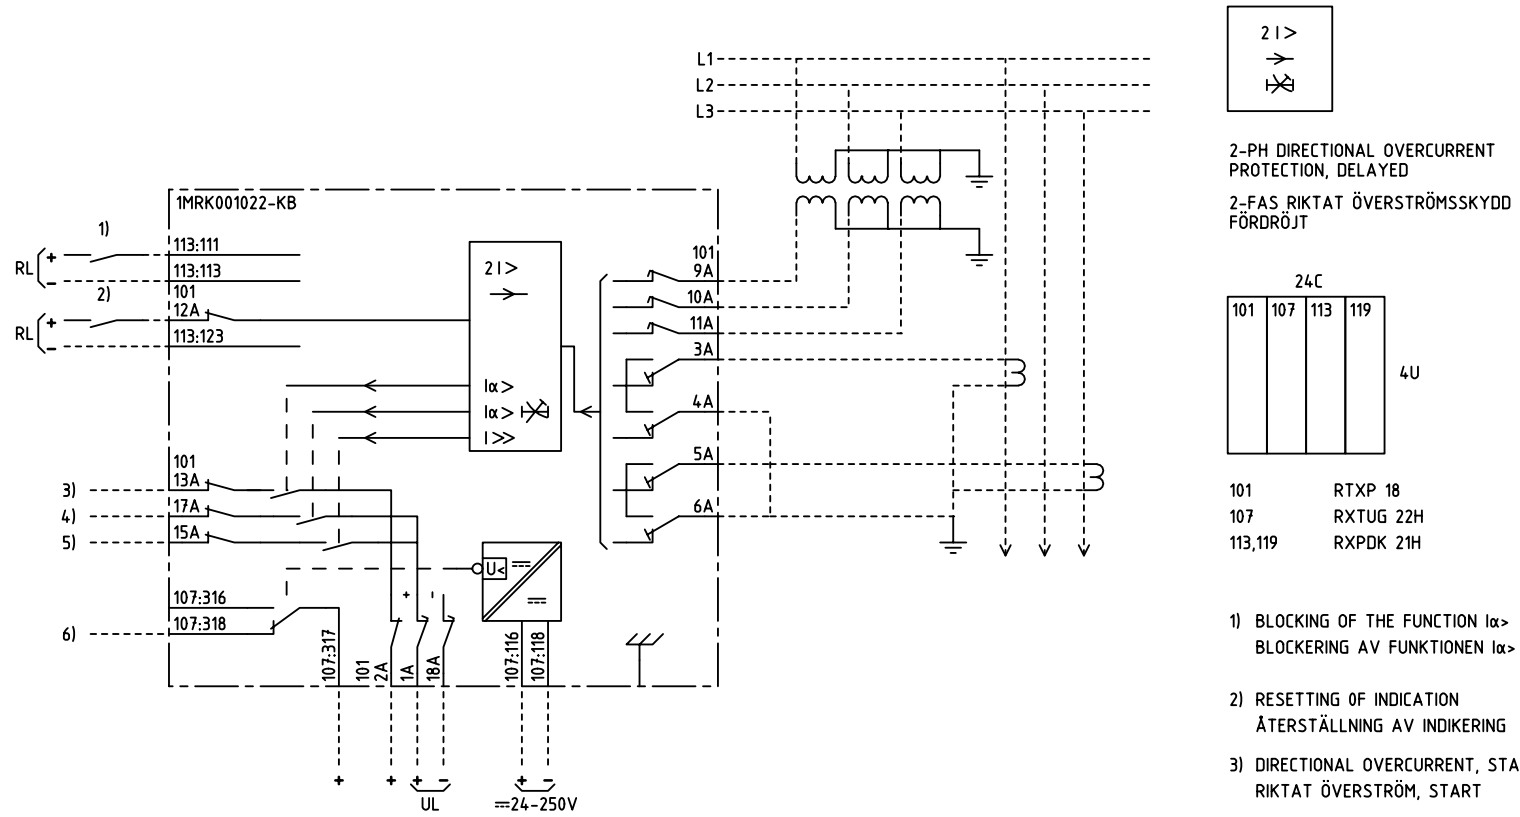 L1
L2
L3
2 I >
2-PH DIRECTIONAL OVERCURRENT
PROTECTION, DELAYED
2-FAS RIKTAT ÖVERSTRÖMSSKYDD
FÖRDRÖJT
1MRK001022-KB
1)
RL
+
-
113:111
113:113
2)
RL
+
-
101
12A
113:123
2 I >
Iα>
Iα>
I >>
101
9A
10A
11A
3A
4A
5A
6A
24C
101 107 113 119
4U
101 RTXP 18
107 RXTUG 22H
113,119 RXPDK 21H
101
3) 13A
4) 17A
5) 15A
U<
107:316
6) 107:318
+ -
107:317
101
2A
1A
18A
107:116
107:118
+ + + - + -
UL
24-250V
1) BLOCKING OF THE FUNCTION Iα>
BLOCKERING AV FUNKTIONEN Iα>
2) RESETTING OF INDICATION
ÅTERSTÄLLNING AV INDIKERING
3) DIRECTIONAL OVERCURRENT, STA
RIKTAT ÖVERSTRÖM, START